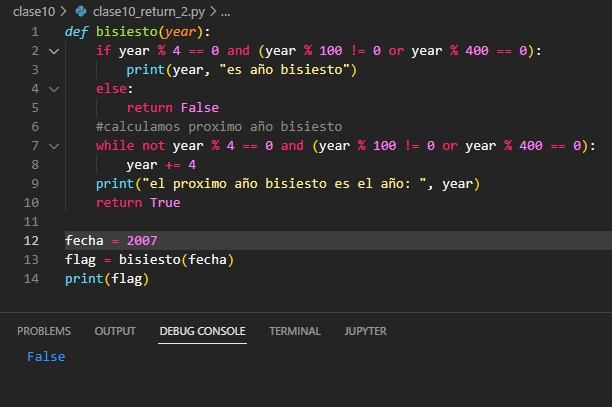 clase10 > clase10_return_2.py > ...
1 def bisiesto(year):
2 if year % 4 == 0 and (year % 100 != 0 or year % 400 == 0):
3 print(year, "es año bisiesto")
4 else:
5 return False
6 #calculamos proximo año bisiesto
7 while not year % 4 == 0 and (year % 100 != 0 or year % 400 == 0):
8 year += 4
9 print("el proximo año bisiesto es el año: ", year)
10 return True
11
12 fecha = 2007
13 flag = bisiesto(fecha)
14 print(flag)
PROBLEMS OUTPUT DEBUG CONSOLE TERMINAL JUPYTER
False